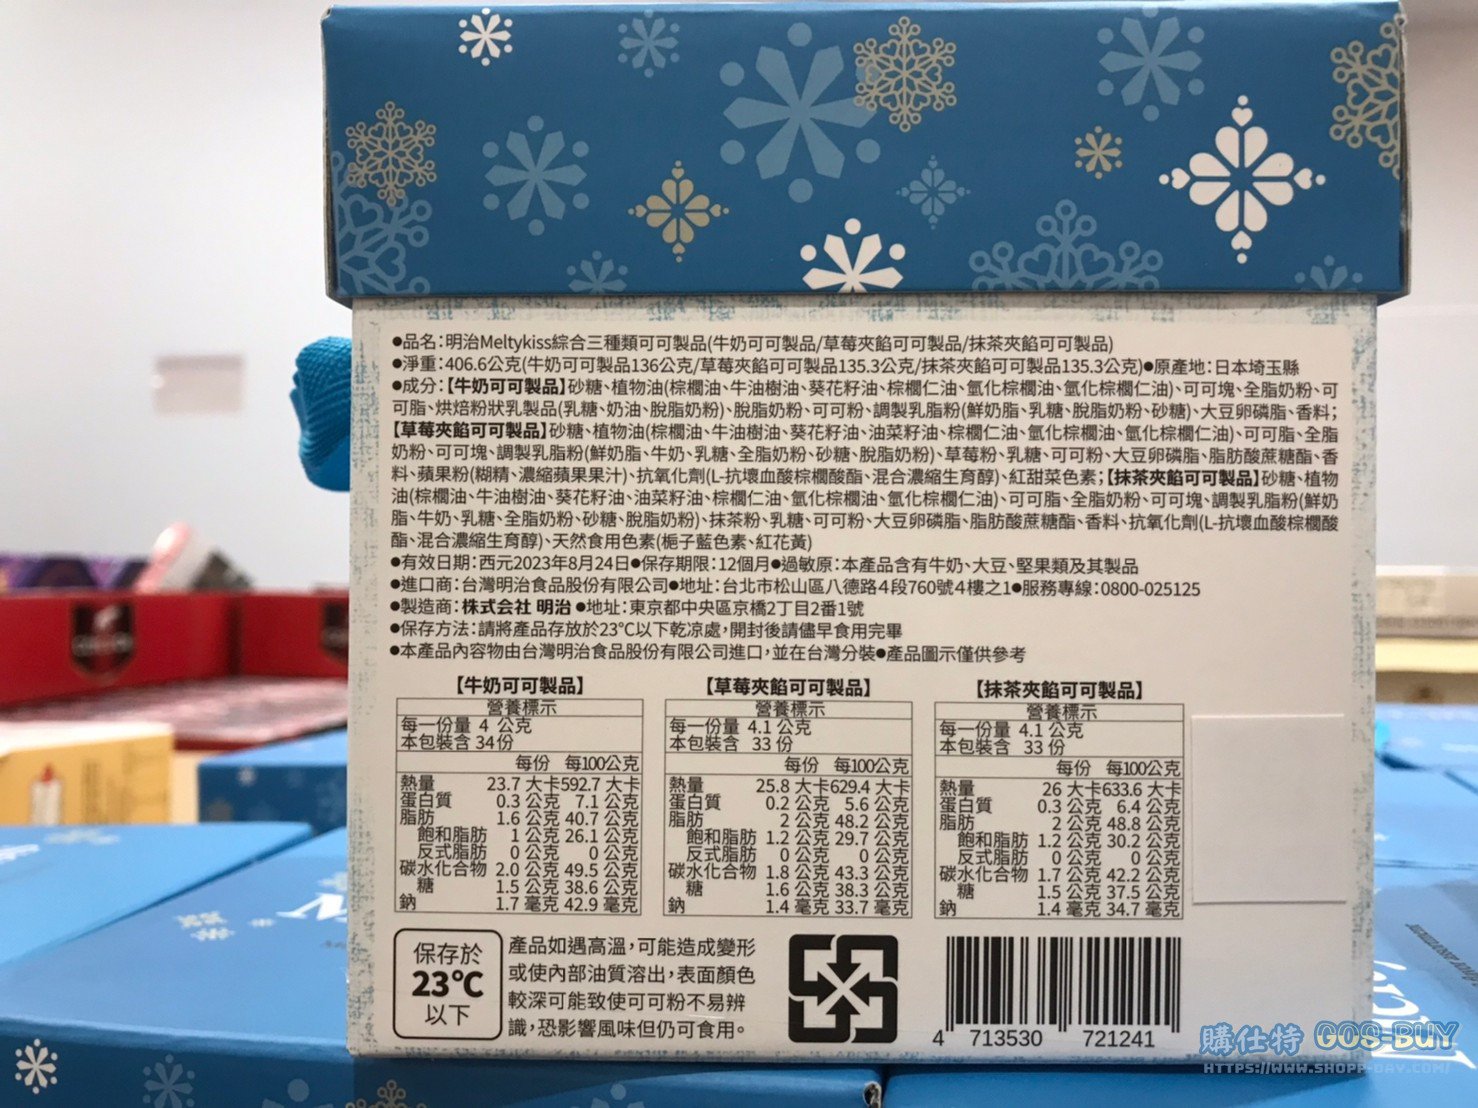 ●品名:明治Meltykiss綜合三種類可可製品(牛奶可可製品/草莓夾餡可可製品/抹茶夾餡可可製品)
●淨重:406.6公克(牛奶可可製品136公克/草莓夾餡可可製品135.3公克/抹茶夾餡可可製品135.3公克)●原產地:日本埼玉縣
●成分:【牛奶可可製品】砂糖、植物油(棕櫚油、牛油樹油、葵花籽油、棕櫚仁油、氫化棕櫚油、氫化棕櫚仁油)、可可塊、全脂奶粉、可
可脂、烘焙粉狀乳製品(乳糖、奶油、脫脂奶粉)、脫脂奶粉、可可粉、調製乳脂粉(鮮奶脂、乳糖、脫脂奶粉、砂糖)、大豆卵磷脂、香料;
【草莓夾餡可可製品】砂糖、植物油(棕櫚油、牛油樹油、葵花籽油、油菜籽油、棕櫚仁油、氫化棕櫚油、氫化棕櫚仁油)、可可脂、全脂
奶粉、可可塊、調製乳脂粉(鮮奶脂、牛奶、乳糖、全脂奶粉、砂糖、脫脂奶粉)、草莓粉、乳糖、可可粉、大豆卵磷脂、脂肪酸蔗糖酯、香
料、蘋果粉(糊精、濃縮蘋果果汁)、抗氧化劑(L-抗壞血酸棕櫚酸酯、混合濃縮生育醇)、紅甜菜色素;【抹茶夾餡可可製品】砂糖、植物
油(棕櫚油、牛油樹油、葵花籽油、油菜籽油、棕櫚仁油、氫化棕櫚油、氫化棕櫚仁油)、可可脂、全脂奶粉、可可塊、調製乳脂粉(鮮奶
脂、牛奶、乳糖、全脂奶粉、砂糖、脫脂奶粉)、抹茶粉、乳糖、可可粉、大豆卵磷脂、脂肪酸蔗糖酯、香料、抗氧化劑(L-抗壞血酸棕櫚酸
酯、混合濃縮生育醇)、天然食用色素(梔子藍色素、紅花黃)
●有效日期:西元2023年8月24日●保存期限:12個月●過敏原:本產品含有牛奶、大豆、堅果類及其製品
●進口商:台灣明治食品股份有限公司●地址:台北市松山區八德路4段760號4樓之1●服務專線:0800-025125
●製造商:株式会社 明治 ●地址:東京都中央區京橋2丁目2番1號
●保存方法:請將產品存放於23℃以下乾涼處,開封後請儘早食用完畢
●本產品內容物由台灣明治食品股份有限公司進口,並在台灣分裝●產品圖示僅供參考
【牛奶可可製品】
營養標示
每一份量 4 公克
本包裝含 34份
每份 每100公克
熱量 23.7 大卡592.7 大卡
蛋白質 0.3 公克 7.1 公克
脂肪 1.6 公克 40.7 公克
飽和脂肪 1 公克 26.1 公克
反式脂肪 0 公克 0 公克
碳水化合物 2.0 公克 49.5 公克
糖 1.5 公克 38.6 公克
鈉 1.7 毫克 42.9 毫克
【草莓夾餡可可製品】
營養標示
每一份量 4.1 公克
本包裝含 33 份
每份 每100公克
熱量 25.8 大卡629.4 大卡
蛋白質 0.2 公克 5.6 公克
脂肪 2 公克 48.2 公克
飽和脂肪 1.2 公克 29.7 公克
反式脂肪 0 公克 0 公克
碳水化合物 1.8 公克 43.3 公克
糖 1.6 公克 38.3 公克
鈉 1.4 毫克 33.7 毫克
【抹茶夾餡可可製品】
營養標示
每一份量 4.1 公克
本包裝含 33 份
每份 每100公克
熱量 26 大卡633.6 大卡
蛋白質 0.3 公克 6.4 公克
脂肪 2 公克 48.8 公克
飽和脂肪 1.2 公克 30.2 公克
反式脂肪 0 公克 0 公克
碳水化合物 1.7 公克 42.2 公克
糖 1.5 公克 37.5 公克
鈉 1.4 毫克 34.7 毫克
保存於
23℃
以下
產品如遇高溫,可能造成變形
或使內部油質溶出,表面顏色
較深可能致使可可粉不易辨
識,恐影響風味但仍可食用。
4 713530 721241
購仕特 GOS-BUY
HTTPS://WWW.SHOPP-DAY.COM/